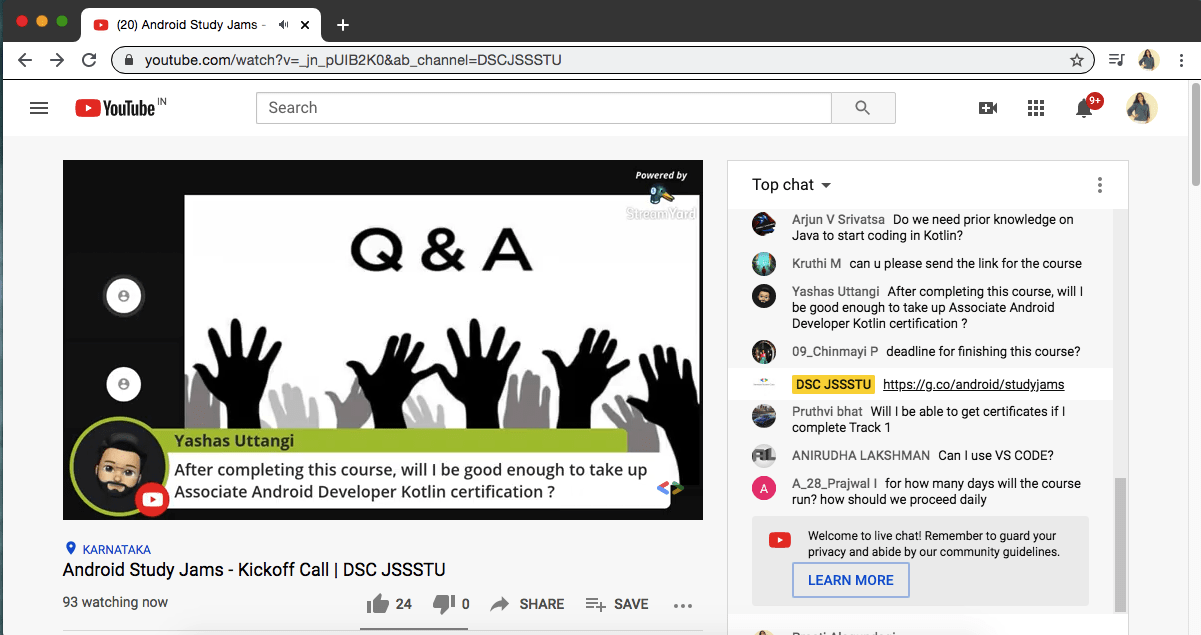 (20) Android Study Jams -
youtube.com/watch?v=_jn_pUIB2K0&ab_channel=DSCJSSSTU
YouTube IN
Search
9+
Powered by
StreamYard
Q & A
Yashas Uttangi
After completing this course, will I be good enough to take up
Associate Android Developer Kotlin certification ?
KARNATAKA
Android Study Jams - Kickoff Call | DSC JSSSTU
93 watching now
24
0
SHARE
SAVE
Top chat
Arjun V Srivatsa Do we need prior knowledge on
Java to start coding in Kotlin?
Kruthi M can u please send the link for the course
Yashas Uttangi After completing this course, will I
be good enough to take up Associate Android
Developer Kotlin certification ?
09_Chinmayi P deadline for finishing this course?
DSC JSSSTU https://g.co/android/studyjams
Pruthvi bhat Will I be able to get certificates if I
complete Track 1
ANIRUDHA LAKSHMAN Can I use VS CODE?
A
A_28_Prajwal I for how many days will the course
run? how should we proceed daily
Welcome to live chat! Remember to guard your
privacy and abide by our community guidelines.
LEARN MORE